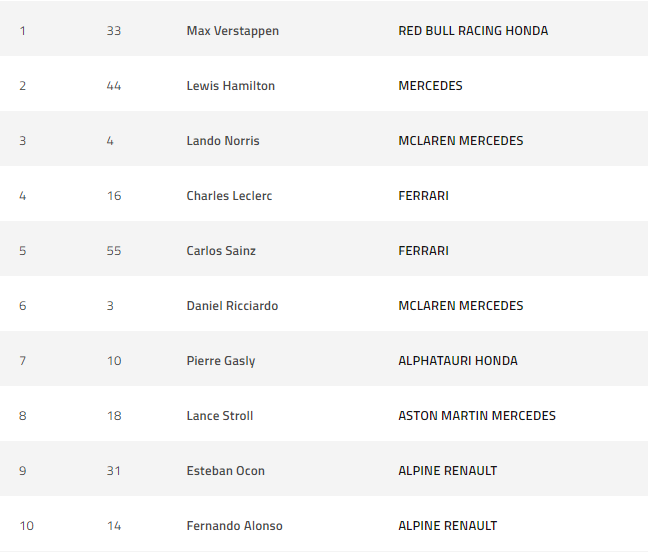 1 33 Max Verstappen RED BULL RACING HONDA
2 44 Lewis Hamilton MERCEDES
3 4 Lando Norris MCLAREN MERCEDES
4 16 Charles Leclerc FERRARI
5 55 Carlos Sainz FERRARI
6 3 Daniel Ricciardo MCLAREN MERCEDES
7 10 Pierre Gasly ALPHATAURI HONDA
8 18 Lance Stroll ASTON MARTIN MERCEDES
9 31 Esteban Ocon ALPINE RENAULT
10 14 Fernando Alonso ALPINE RENAULT